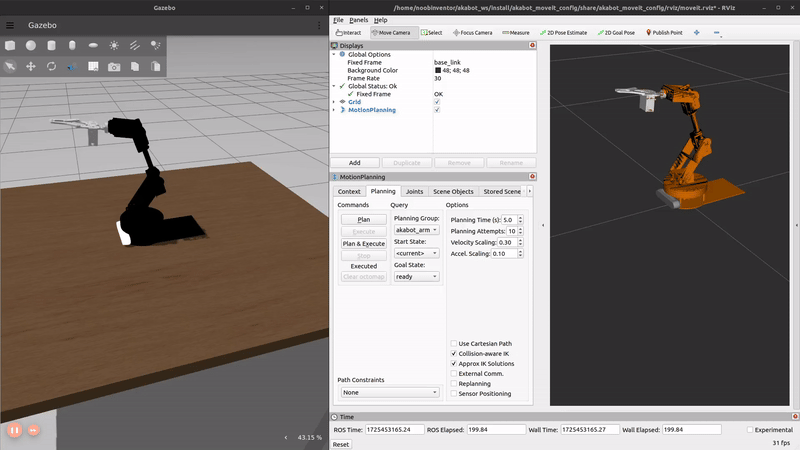 Gazebo
/home/noobinventor/akabot_ws/install/akabot_moveit_config/share/akabot_moveit_config/rviz/moveit.rviz* - RViz
Gazebo
File Panels Help
Interact Move Camera Select Focus Camera Measure 2D Pose Estimate 2D Goal Pose Publish Point
Displays
Global Options
Fixed Frame base_link
Background Color 48; 48; 48
Frame Rate 30
Global Status: Ok
Fixed Frame OK
Grid
MotionPlanning
Add Duplicate Remove Rename
MotionPlanning
Context Planning Joints Scene Objects Stored Scene
Commands Query Options
Plan Planning Group: Planning Time (s): 5.0
Execute akabot_arm Planning Attempts: 10
Plan & Execute Start State: Velocity Scaling: 0.30
Stop <current> Accel. Scaling: 0.10
Executed Goal State:
Clear octomap ready
Use Cartesian Path
Collision-aware IK
Approx IK Solutions
External Comm.
Path Constraints Replanning
None Sensor Positioning
Time
ROS Time: 1725453165.24 ROS Elapsed: 199.84 Wall Time: 1725453165.27 Wall Elapsed: 199.84 Experimental
43.15 %
Reset 31 fps